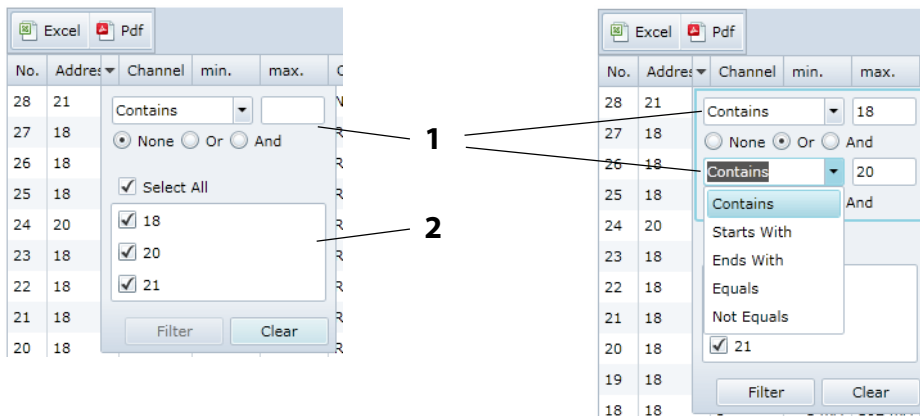 Excel Pdf
No. Addres Channel min. max.
28 21
27 18
26 18
25 18
24 20
23 18
22 18
21 18
20 18
Contains
None Or And
Select All
18
20
21
Filter Clear
1
2
Excel Pdf
No. Addres Channel min. max.
28 21
27 18
26 18
25 18
24 20
23 18
22 18
21 18
20 18
19 18
18 18
Contains 18
None Or And
Contains 20
And
Contains
Starts With
Ends With
Equals
Not Equals
21
Filter Clear